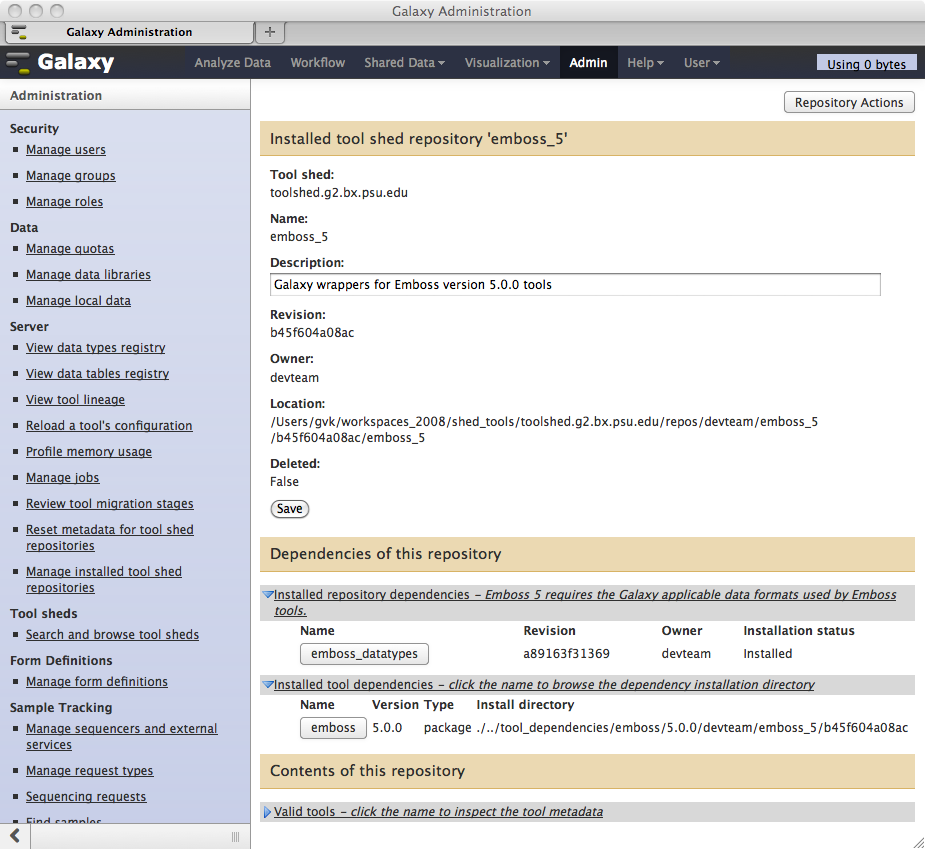 Galaxy Administration
Galaxy Administration
+
Galaxy
Analyze Data
Workflow
Shared Data
Visualization
Admin
Help
User
Using 0 bytes
Administration
Security
Manage users
Manage groups
Manage roles
Data
Manage quotas
Manage data libraries
Manage local data
Server
View data types registry
View data tables registry
View tool lineage
Reload a tool's configuration
Profile memory usage
Manage jobs
Review tool migration stages
Reset metadata for tool shed
repositories
Manage installed tool shed
repositories
Tool sheds
Search and browse tool sheds
Form Definitions
Manage form definitions
Sample Tracking
Manage sequencers and external
services
Manage request types
Sequencing requests
Find samples
Repository Actions
Installed tool shed repository 'emboss_5'
Tool shed:
toolshed.g2.bx.psu.edu
Name:
emboss_5
Description:
Galaxy wrappers for Emboss version 5.0.0 tools
Revision:
b45f604a08ac
Owner:
devteam
Location:
/Users/gvk/workspaces_2008/shed_tools/toolshed.g2.bx.psu.edu/repos/devteam/emboss_5
/b45f604a08ac/emboss_5
Deleted:
False
Save
Dependencies of this repository
Installed repository dependencies – Emboss 5 requires the Galaxy applicable data formats used by Emboss
tools.
Name Revision Owner Installation status
emboss_datatypes a89163f31369 devteam Installed
Installed tool dependencies – click the name to browse the dependency installation directory
Name Version Type Install directory
emboss 5.0.0 package ./../tool_dependencies/emboss/5.0.0/devteam/emboss_5/b45f604a08ac
Contents of this repository
Valid tools – click the name to inspect the tool metadata